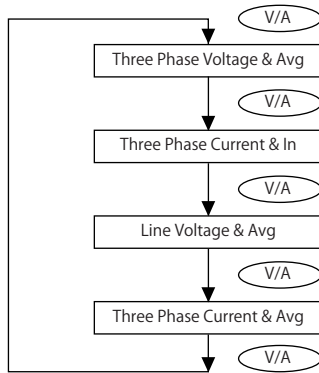 V/A
Three Phase Voltage & Avg
V/A
Three Phase Current & In
V/A
Line Voltage & Avg
V/A
Three Phase Current & Avg
V/A